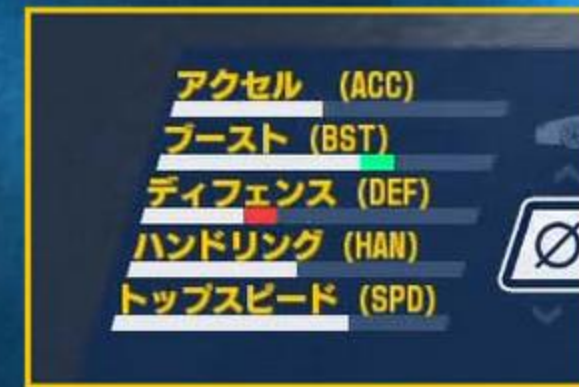 アクセル (ACC)
ブースト (BST)
ディフェンス (DEF)
ハンドリング (HAN)
トップスピード (SPD)